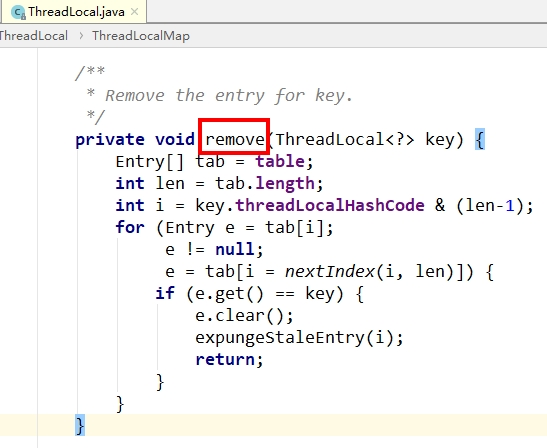 ThreadLocal.java ×
ThreadLocal › ThreadLocalMap
/**
 * Remove the entry for key.
 */
private void remove(ThreadLocal<?> key) {
    Entry[] tab = table;
    int len = tab.length;
    int i = key.threadLocalHashCode & (len-1);
    for (Entry e = tab[i];
         e != null;
         e = tab[i = nextIndex(i, len)]) {
        if (e.get() == key) {
            e.clear();
            expungeStaleEntry(i);
            return;
        }
    }
}